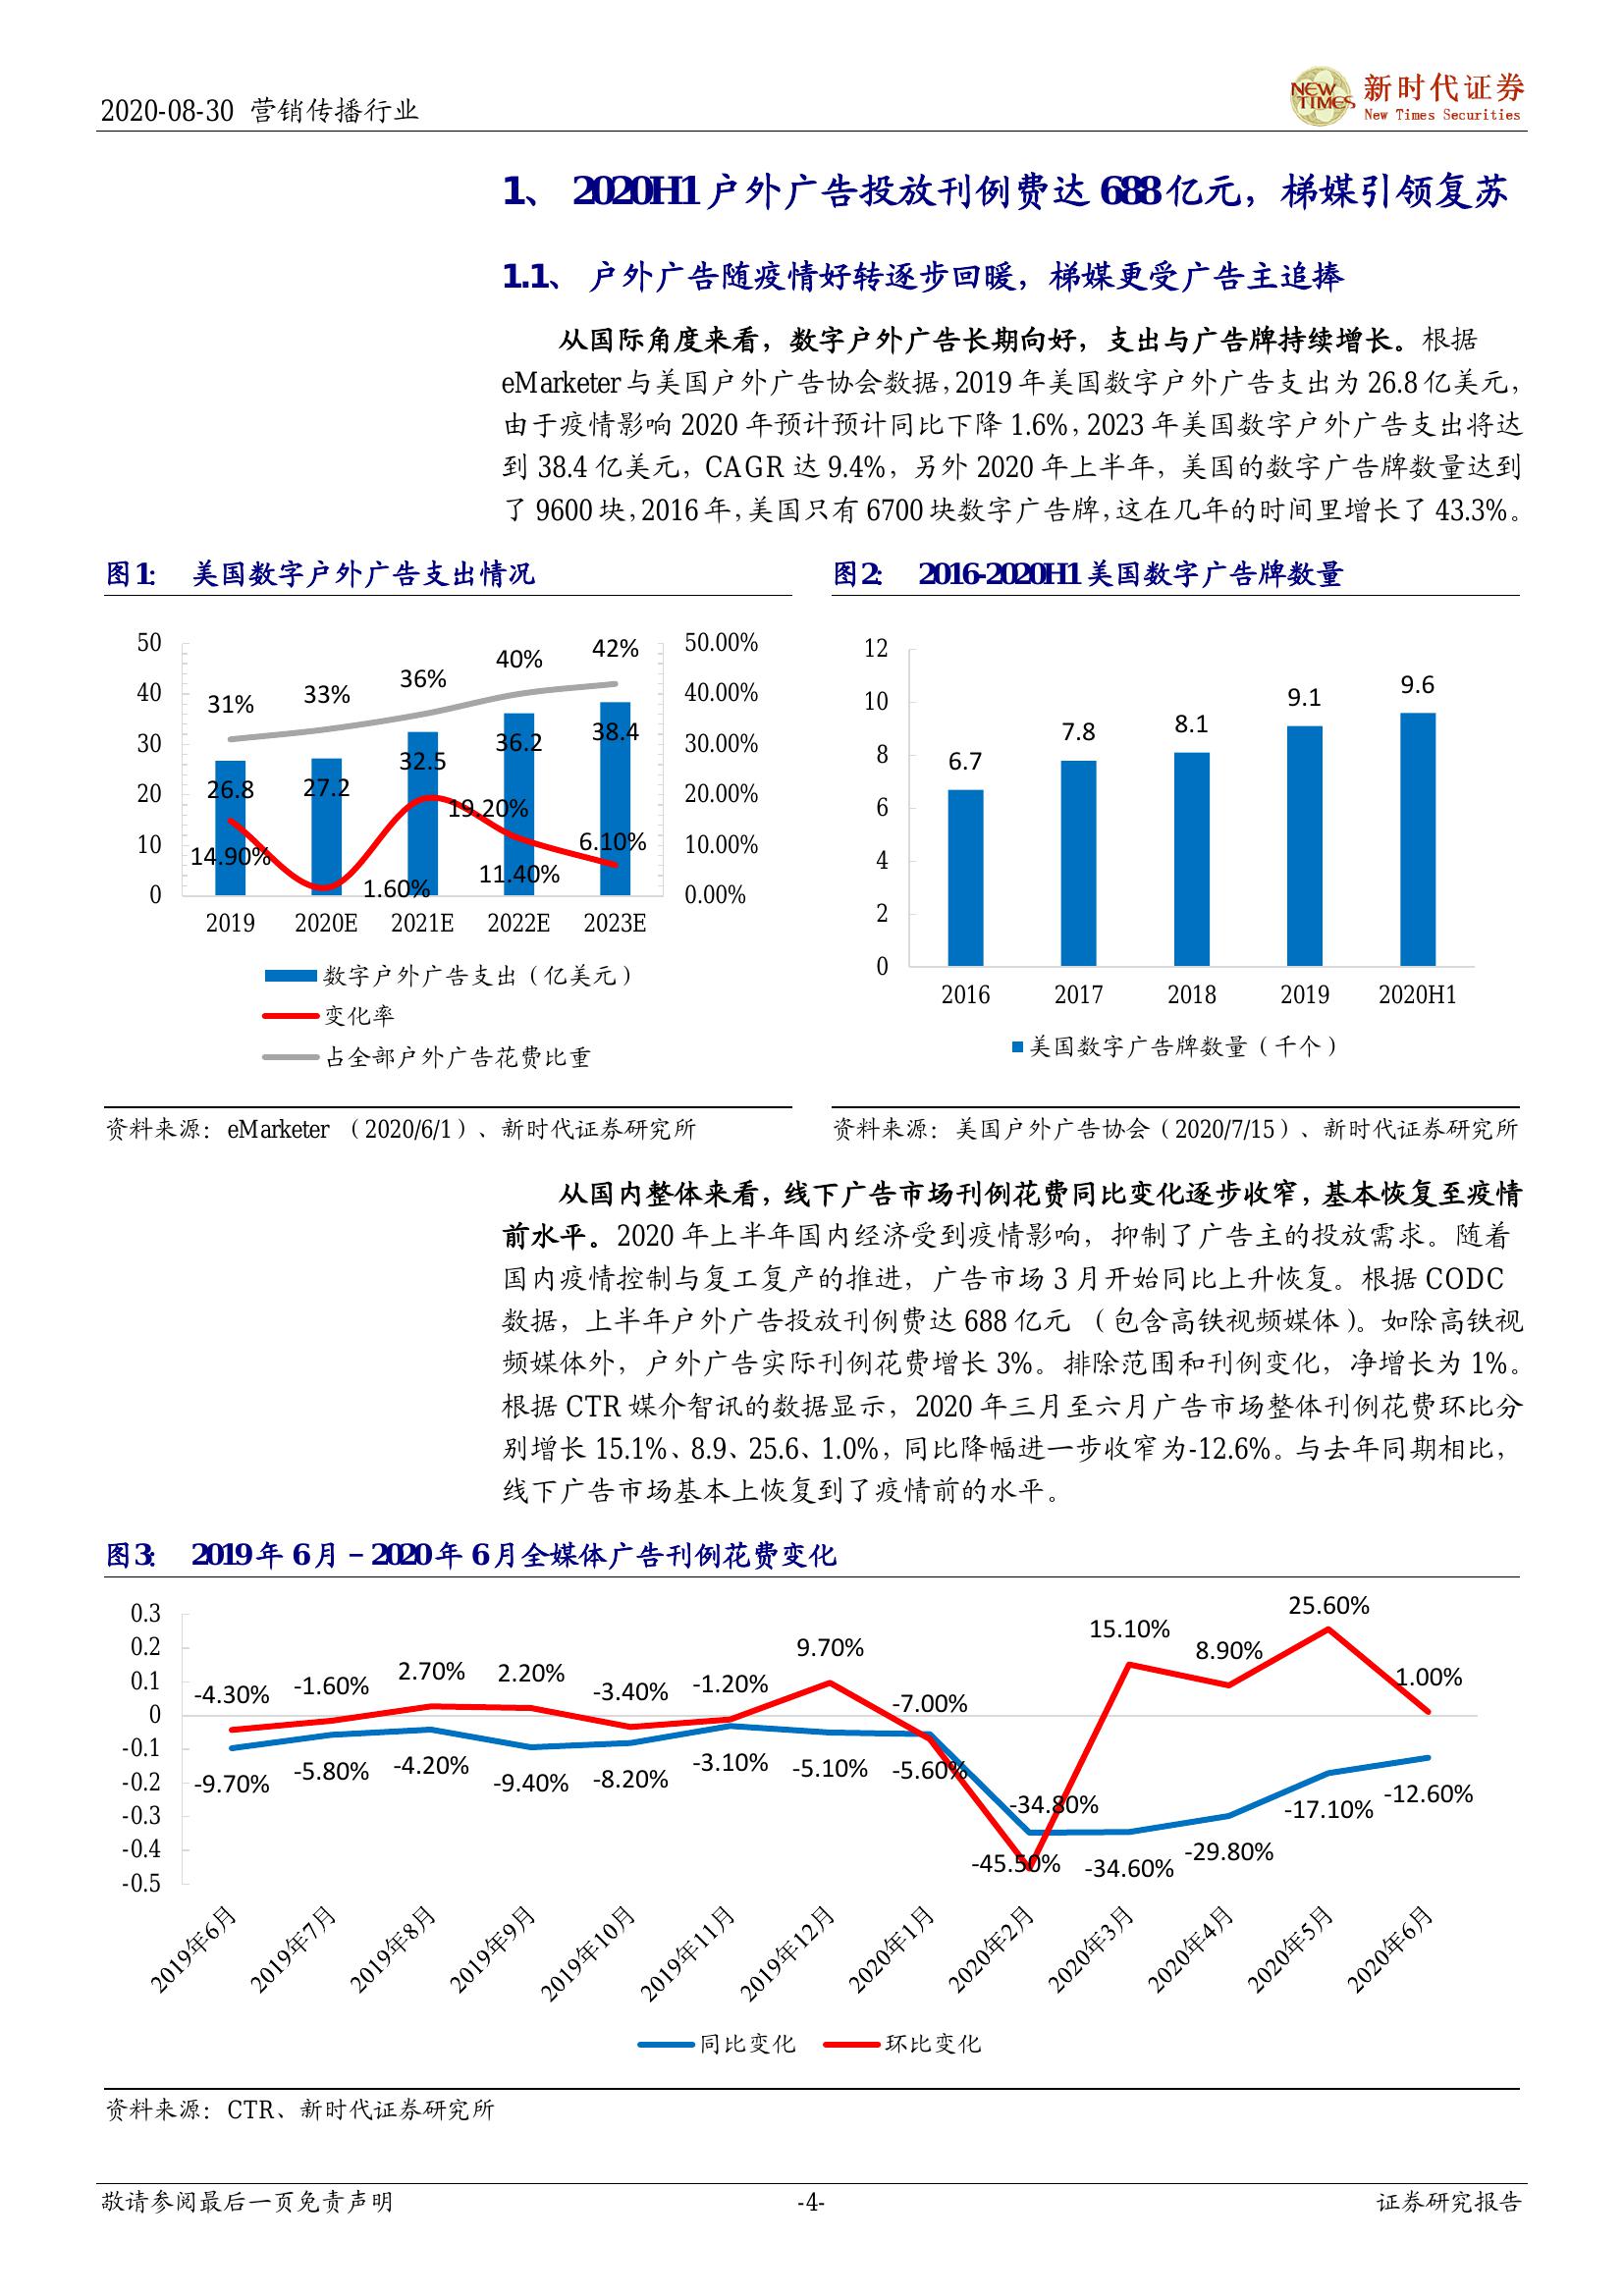 2020-08-30 营销传播行业
NEW TIMES 新时代证券
New Times Securities
1、 2020H1 户外广告投放刊例费达 688 亿元，梯媒引领复苏
1.1、 户外广告随疫情好转逐步回暖，梯媒更受广告主追捧
从国际角度来看，数字户外广告长期向好，支出与广告牌持续增长。根据
eMarketer 与美国户外广告协会数据，2019 年美国数字户外广告支出为 26.8 亿美元，
由于疫情影响 2020 年预计预计同比下降 1.6%，2023 年美国数字户外广告支出将达
到 38.4 亿美元，CAGR 达 9.4%，另外 2020 年上半年，美国的数字广告牌数量达到
了 9600 块，2016 年，美国只有 6700 块数字广告牌，这在几年的时间里增长了 43.3%。
图 1： 美国数字户外广告支出情况
50
40
30
20
10
0
50.00%
40.00%
30.00%
20.00%
10.00%
0.00%
31%
33%
36%
40%
42%
26.8
27.2
32.5
36.2
38.4
14.90%
1.60%
19.20%
11.40%
6.10%
2019 2020E 2021E 2022E 2023E
数字户外广告支出（亿美元）
变化率
占全部户外广告花费比重
资料来源：eMarketer （2020/6/1）、新时代证券研究所
图 2： 2016-2020H1 美国数字广告牌数量
12
10
8
6
4
2
0
6.7
7.8
8.1
9.1
9.6
2016 2017 2018 2019 2020H1
美国数字广告牌数量（千个）
资料来源：美国户外广告协会（2020/7/15）、新时代证券研究所
从国内整体来看，线下广告市场刊例花费同比变化逐步收窄，基本恢复至疫情
前水平。2020 年上半年国内经济受到疫情影响，抑制了广告主的投放需求。随着
国内疫情控制与复工复产的推进，广告市场 3 月开始同比上升恢复。根据 CODC
数据，上半年户外广告投放刊例费达 688 亿元 （包含高铁视频媒体）。如除高铁视
频媒体外，户外广告实际刊例花费增长 3%。排除范围和刊例变化，净增长为 1%。
根据 CTR 媒介智讯的数据显示，2020 年三月至六月广告市场整体刊例花费环比分
别增长 15.1%、8.9、25.6、1.0%，同比降幅进一步收窄为-12.6%。与去年同期相比，
线下广告市场基本上恢复到了疫情前的水平。
图 3： 2019 年 6 月－2020 年 6 月全媒体广告刊例花费变化
0.3
0.2
0.1
0
-0.1
-0.2
-0.3
-0.4
-0.5
-4.30%
-1.60%
2.70%
2.20%
-3.40%
-1.20%
9.70%
-7.00%
-45.50%
15.10%
8.90%
25.60%
1.00%
-9.70%
-5.80%
-4.20%
-9.40%
-8.20%
-3.10%
-5.10%
-5.60%
-34.80%
-34.60%
-29.80%
-17.10%
-12.60%
2019年6月
2019年7月
2019年8月
2019年9月
2019年10月
2019年11月
2019年12月
2020年1月
2020年2月
2020年3月
2020年4月
2020年5月
2020年6月
同比变化 环比变化
资料来源：CTR、新时代证券研究所
敬请参阅最后一页免责声明 -4- 证券研究报告